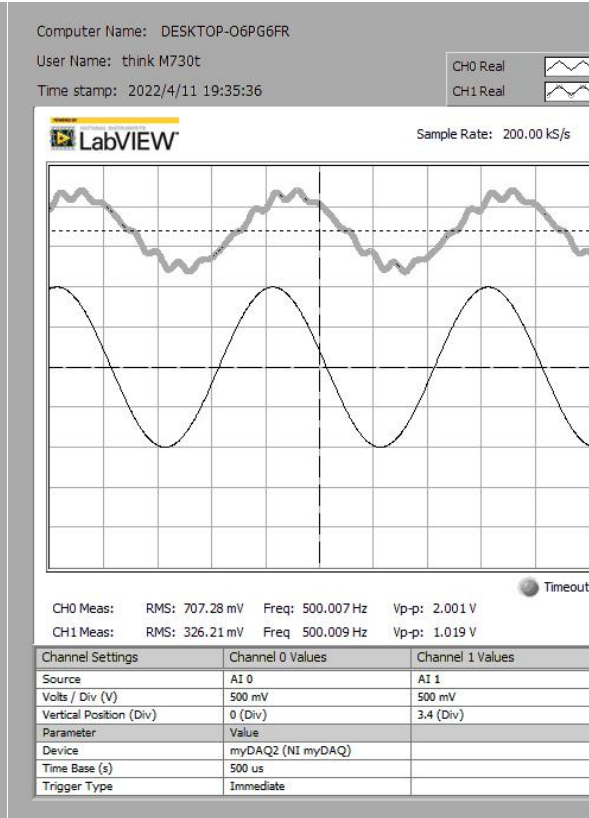 Computer Name: DESKTOP-O6PG6FR
User Name: think M730t
CH0 Real
Time stamp: 2022/4/11 19:35:36
CH1 Real
POWERED BY
NATIONAL INSTRUMENTS
LabVIEW
Sample Rate: 200.00 kS/s
Timeout
CH0 Meas: RMS: 707.28 mV Freq: 500.007 Hz Vp-p: 2.001 V
CH1 Meas: RMS: 326.21 mV Freq 500.009 Hz Vp-p: 1.019 V
Channel Settings Channel 0 Values Channel 1 Values
Source AI 0 AI 1
Volts / Div (V) 500 mV 500 mV
Vertical Position (Div) 0 (Div) 3.4 (Div)
Parameter Value
Device myDAQ2 (NI myDAQ)
Time Base (s) 500 us
Trigger Type Immediate